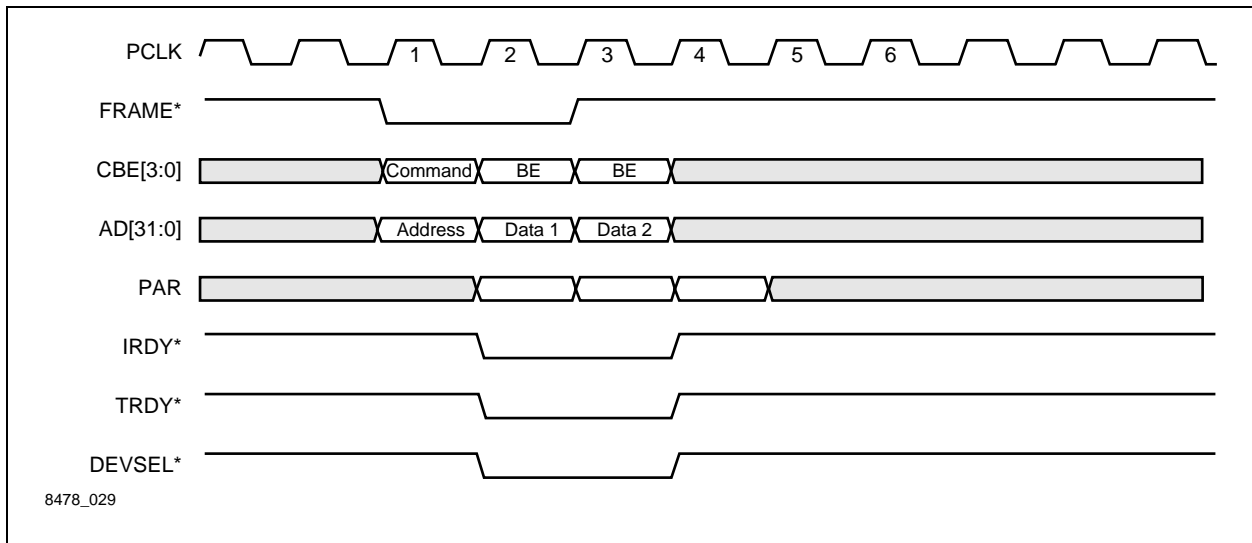 PCLK 1 2 3 4 5 6
FRAME*
CBE[3:0] Command BE BE
AD[31:0] Address Data 1 Data 2
PAR
IRDY*
TRDY*
DEVSEL*
8478_029